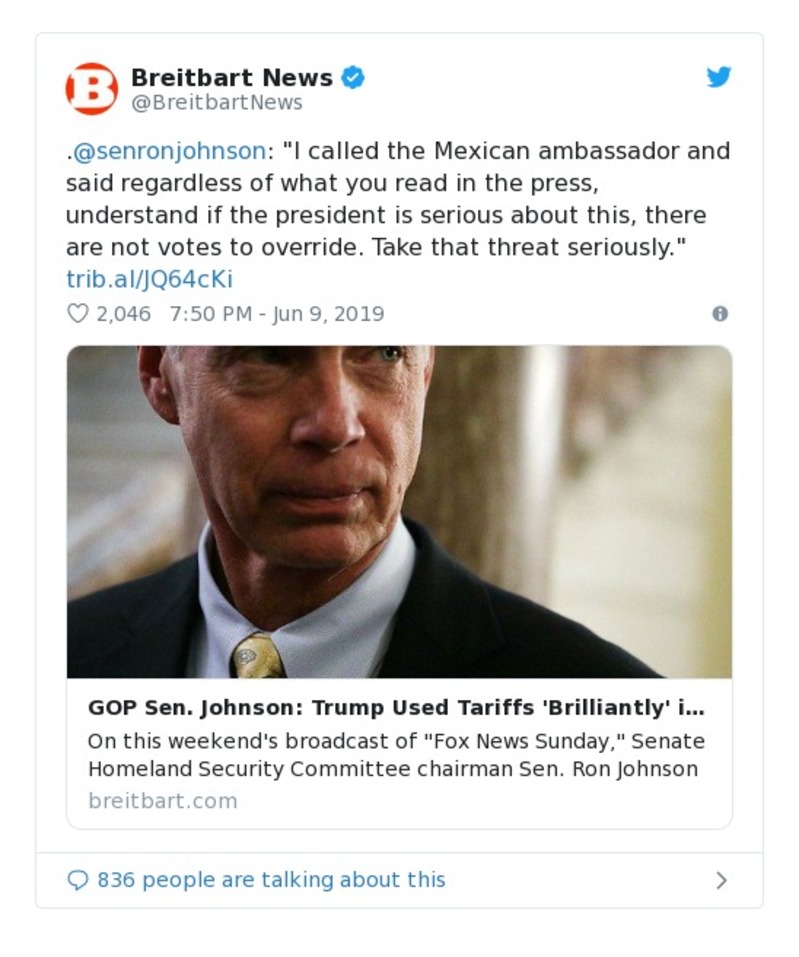 B
Breitbart News
@BreitbartNews
.@senronjohnson: "I called the Mexican ambassador and
said regardless of what you read in the press,
understand if the president is serious about this, there
are not votes to override. Take that threat seriously."
trib.al/JQ64cKi
2,046 7:50 PM - Jun 9, 2019
GOP Sen. Johnson: Trump Used Tariffs 'Brilliantly' i...
On this weekend's broadcast of "Fox News Sunday," Senate
Homeland Security Committee chairman Sen. Ron Johnson
breitbart.com
836 people are talking about this